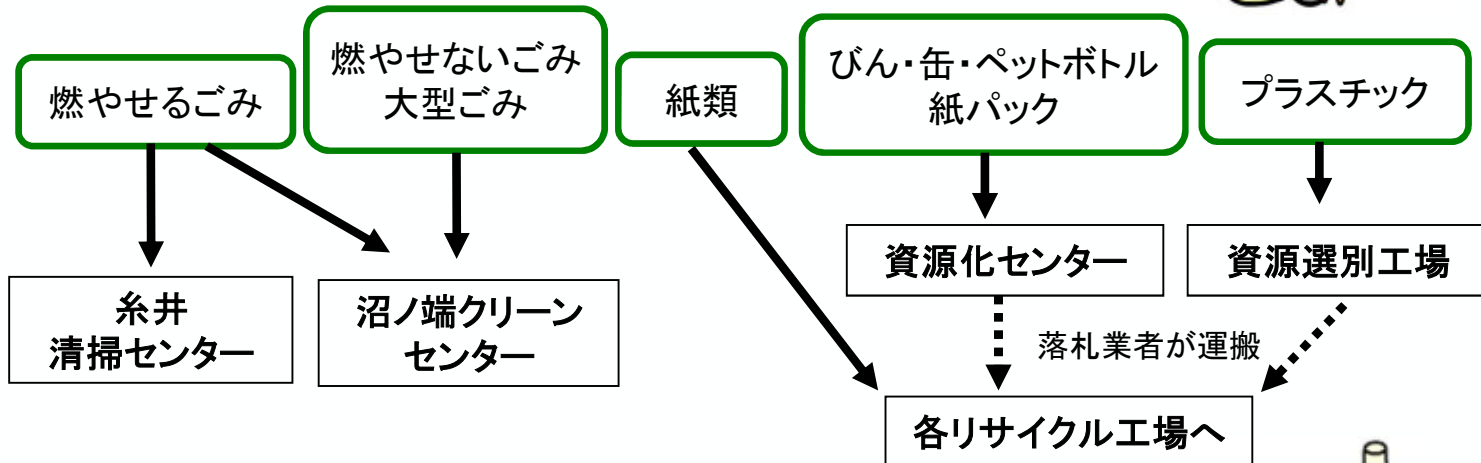 燃やせるごみ
燃やせないごみ
大型ごみ
紙類
びん・缶・ペットボトル
紙パック
プラスチック
糸井
清掃センター
沼ノ端クリーン
センター
資源化センター
資源選別工場
落札業者が運搬
各リサイクル工場へ